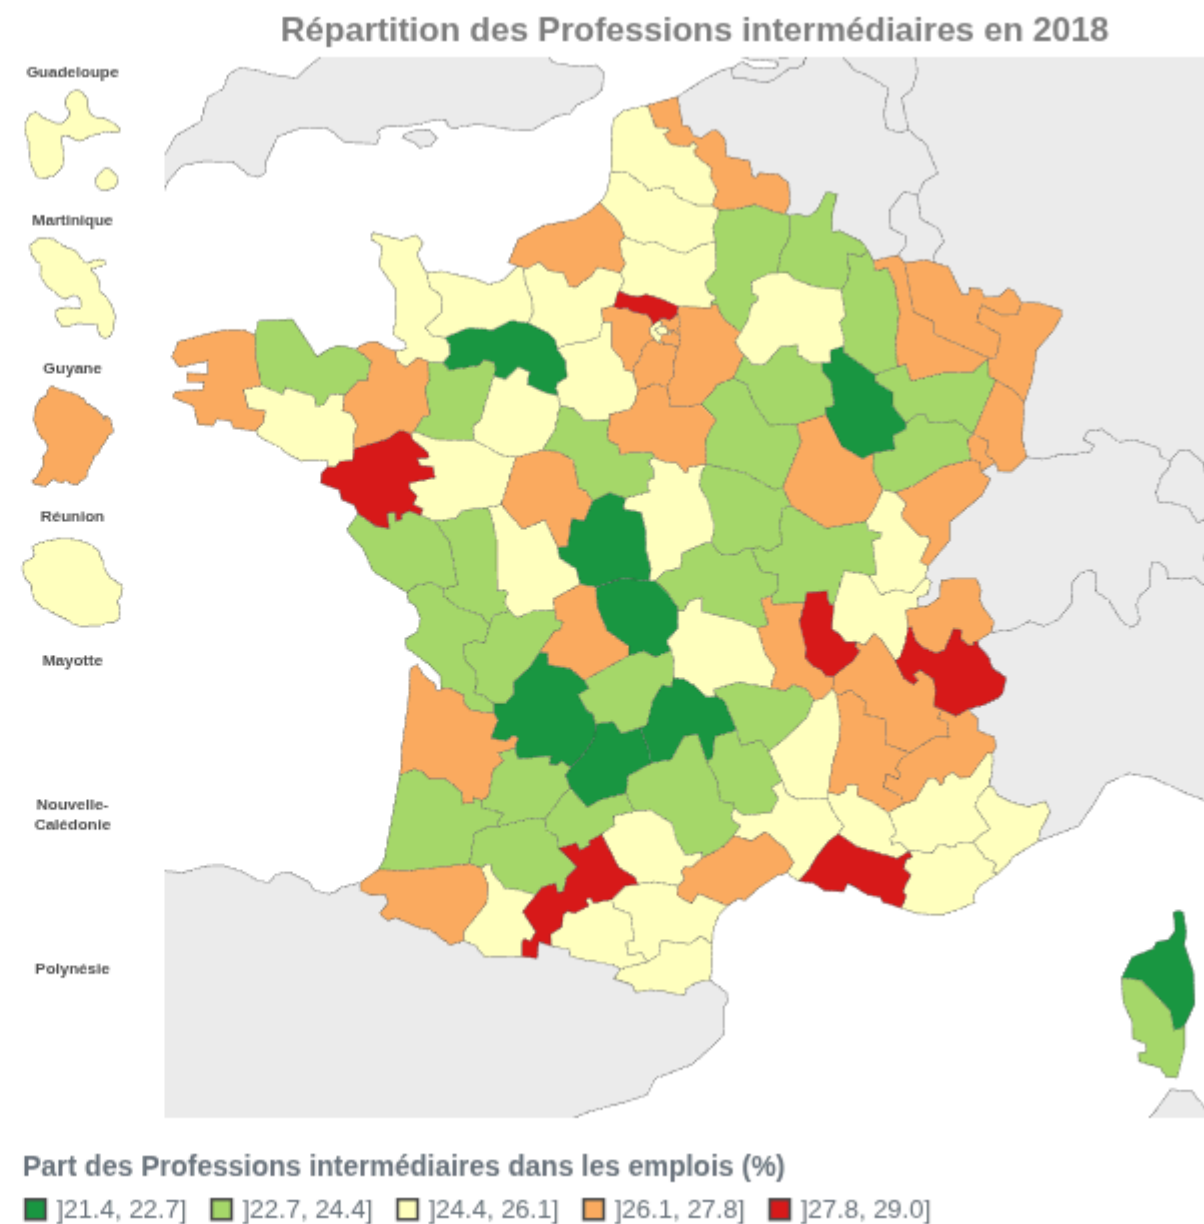 Répartition des Professions intermédiaires en 2018
Guadeloupe
Martinique
Guyane
Réunion
Mayotte
Nouvelle-
Calédonie
Polynésie
Part des Professions intermédiaires dans les emplois (%)
]21.4, 22.7] ]22.7, 24.4] ]24.4, 26.1] ]26.1, 27.8] ]27.8, 29.0]